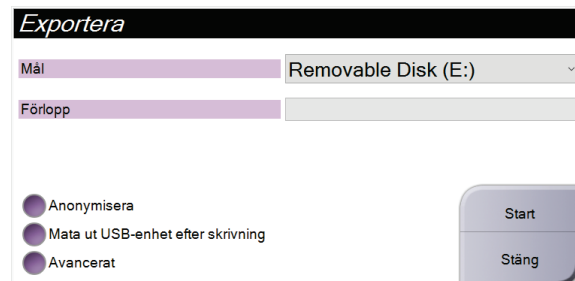 Exportera
Mål
Removable Disk (E:)
Förlopp
Anonymisera
Mata ut USB-enhet efter skrivning
Avancerat
Start
Stäng